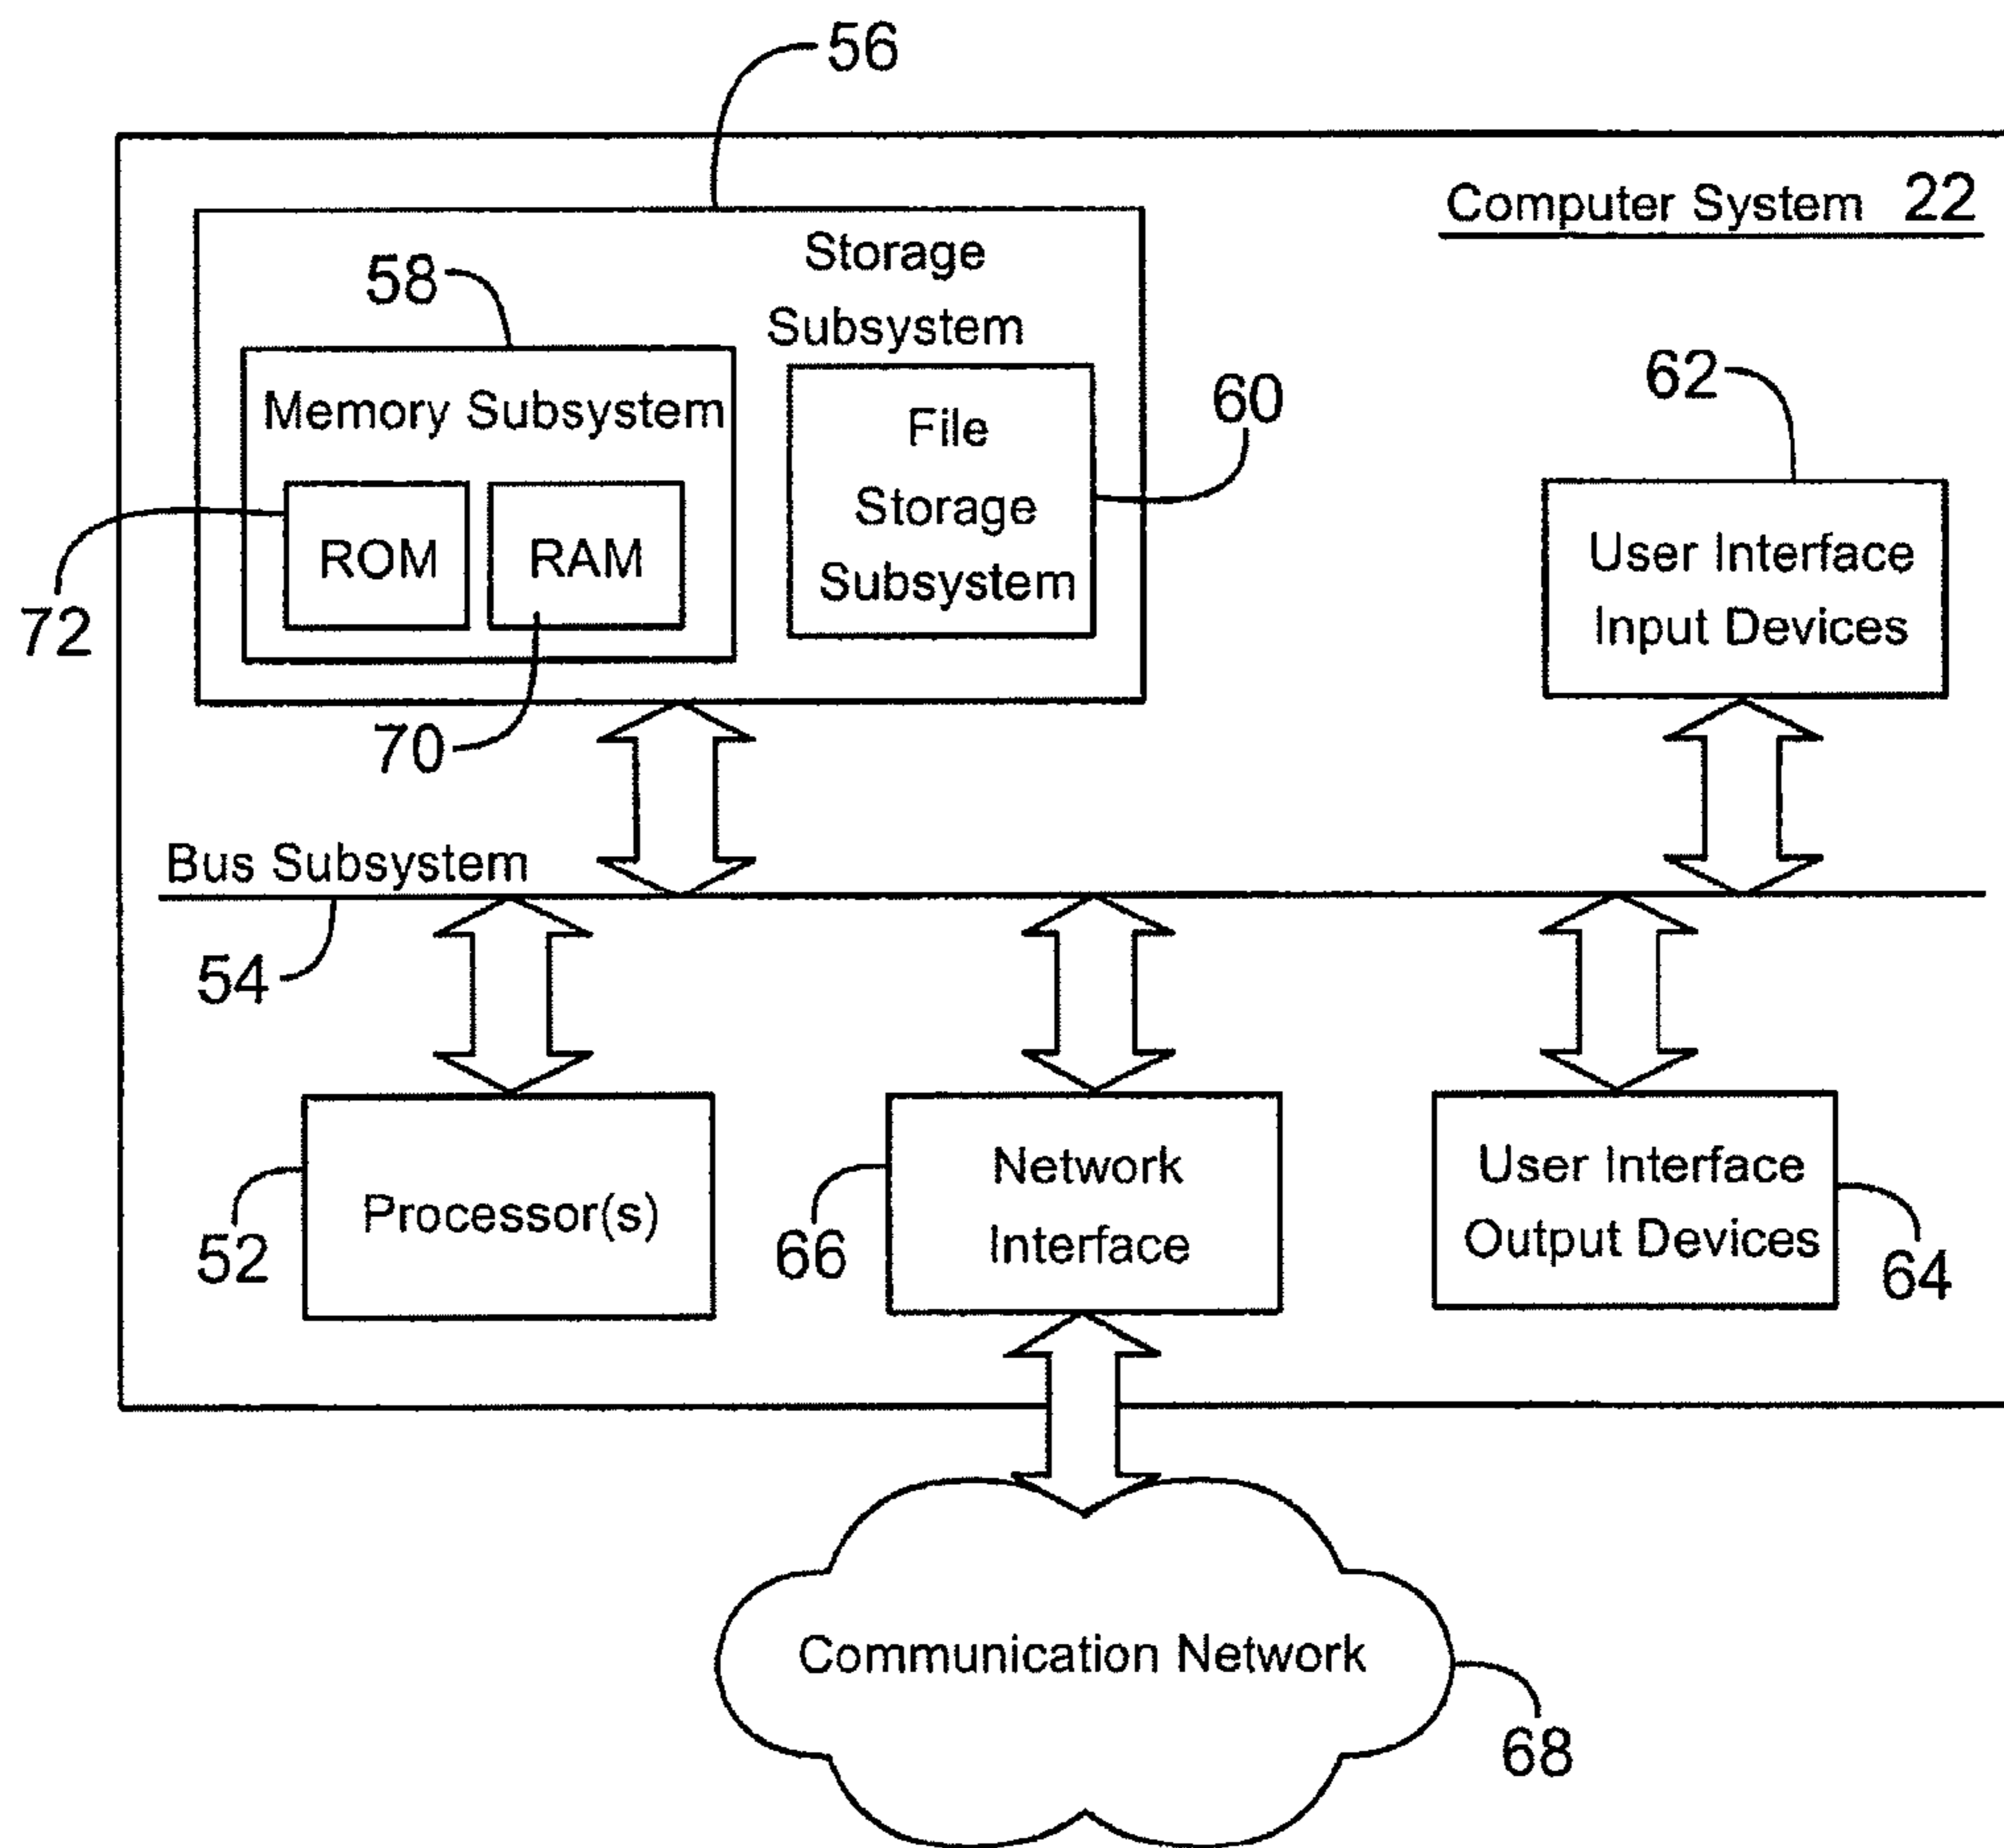 56
Computer System 22
Storage
Subsystem
58
Memory Subsystem
ROM
RAM
72
70
File
Storage
Subsystem
60
62
User Interface
Input Devices
Bus Subsystem
54
Processor(s)
52
Network
Interface
66
User Interface
Output Devices
64
Communication Network
68